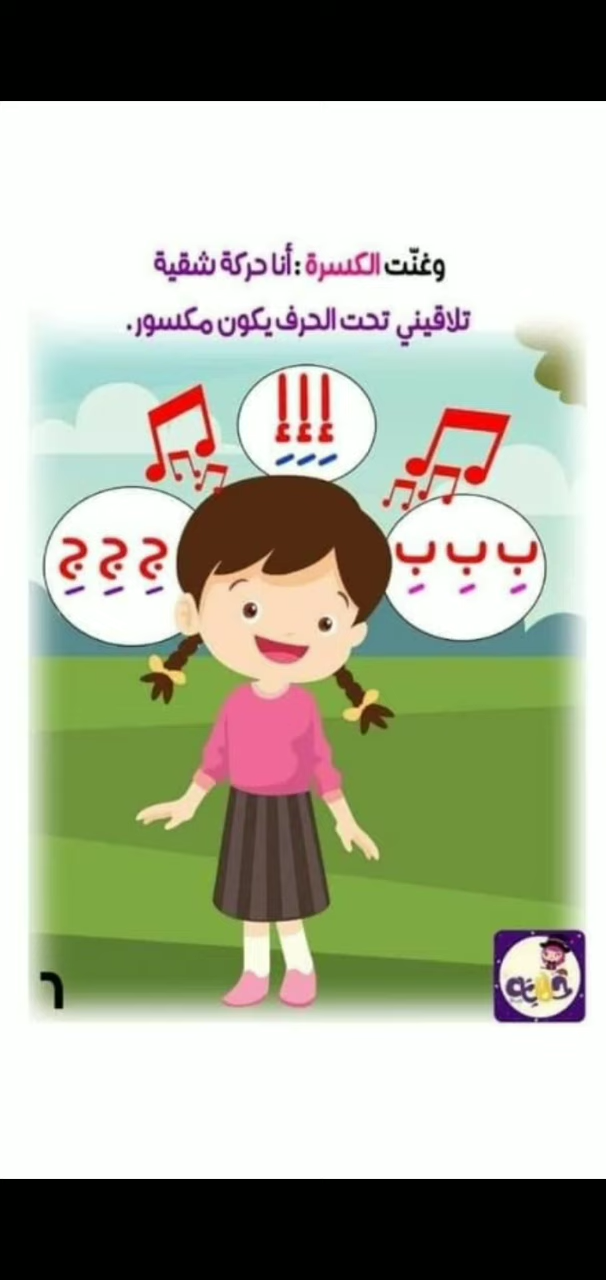 وغنّت الكسرة : أنا حركة شقية
تلاقيني تحت الحرف يكون مكسور.
إِ إِ إِ
بِ بِ بِ
جِ جِ جِ
٦